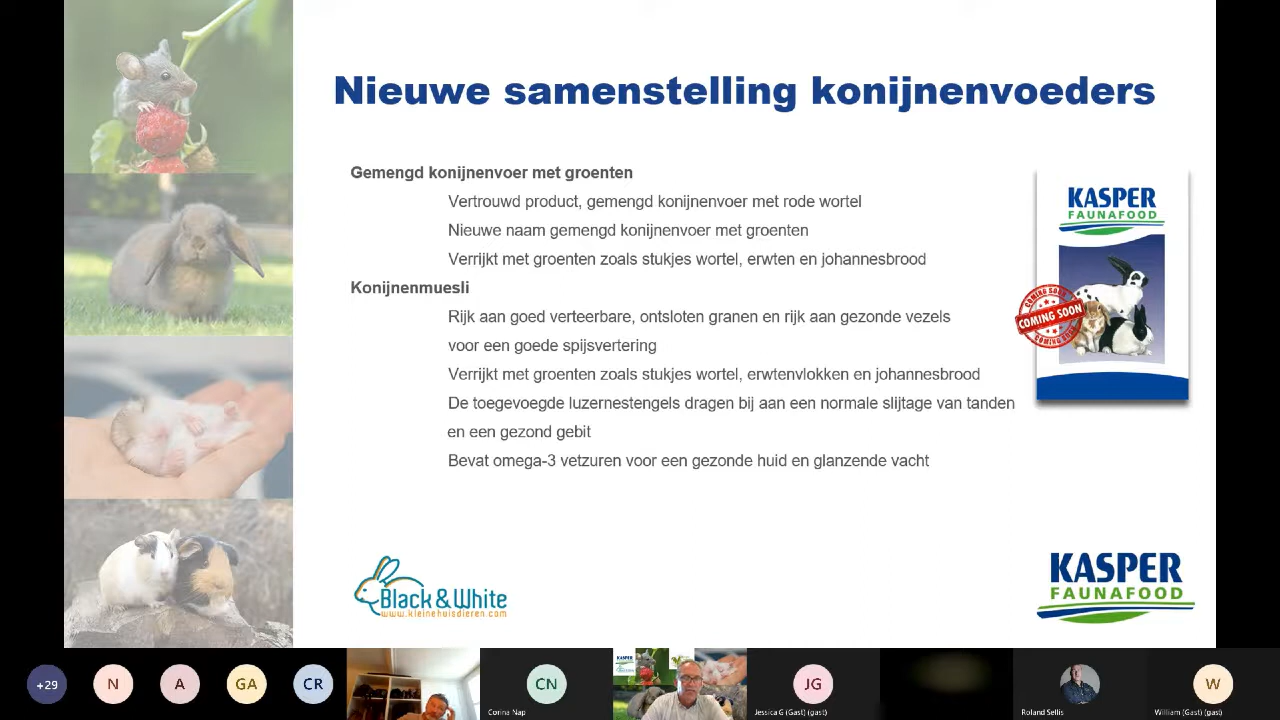 Nieuwe samenstelling konijnenvoeders
Gemengd konijnenvoer met groenten
Vertrouwd product, gemengd konijnenvoer met rode wortel
Nieuwe naam gemengd konijnenvoer met groenten
Verrijkt met groenten zoals stukjes wortel, erwten en johannesbrood
Konijnenmuesli
Rijk aan goed verteerbare, ontsloten granen en rijk aan gezonde vezels
voor een goede spijsvertering
Verrijkt met groenten zoals stukjes wortel, erwtenvlokken en johannesbrood
De toegevoegde luzernestengels dragen bij aan een normale slijtage van tanden
en een gezond gebit
Bevat omega-3 vetzuren voor een gezonde huid en glanzende vacht
KASPER
FAUNAFOOD
COMING SOON
COMING SOON
COMING SOON
Black & White
www.kleinehuisdieren.com
KASPER
FAUNAFOOD
+29
N
A
GA
CR
CN
Corina Nap
KASPER
JG
Jessica G (Gast) (gast)
Roland Sellis
W
William (Gast) (gast)